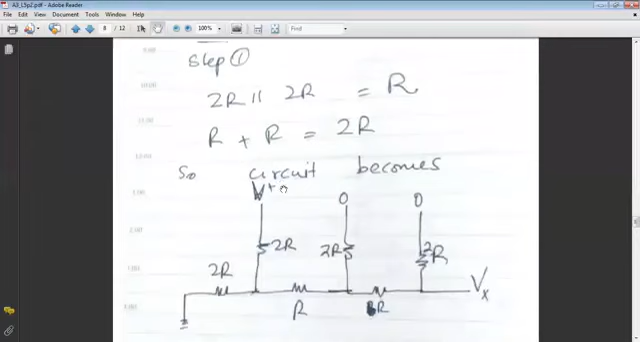 A3_L5p2.pdf - Adobe Reader
File Edit View Document Tools Window Help
8 / 12 100% Find
Step ①
2R || 2R = R
R + R = 2R
So circuit becomes
0 0
2R 2R 2R
2R
R R Vx